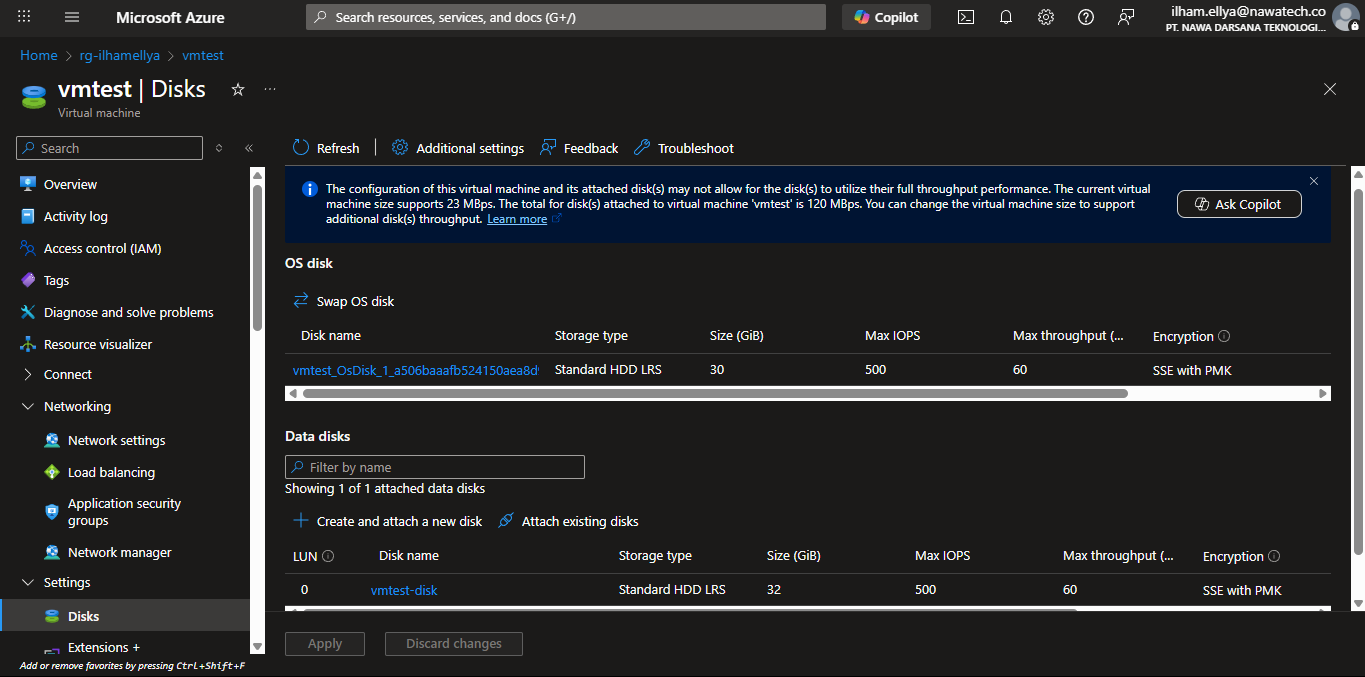 Microsoft Azure
Search resources, services, and docs (G+/)
Copilot
ilham.ellya@nawatech.co
PT. NAWA DARSANA TEKNOLOGI...
Home > rg-ilhamellya > vmtest
vmtest | Disks
Virtual machine
Search
Overview
Activity log
Access control (IAM)
Tags
Diagnose and solve problems
Resource visualizer
Connect
Networking
Network settings
Load balancing
Application security
groups
Network manager
Settings
Disks
Extensions +
Add or remove favorites by pressing Ctrl+Shift+F
Refresh
Additional settings
Feedback
Troubleshoot
The configuration of this virtual machine and its attached disk(s) may not allow for the disk(s) to utilize their full throughput performance. The current virtual
machine size supports 23 MBps. The total for disk(s) attached to virtual machine 'vmtest' is 120 MBps. You can change the virtual machine size to support
additional disk(s) throughput. Learn more
Ask Copilot
OS disk
Swap OS disk
Disk name Storage type Size (GiB) Max IOPS Max throughput (... Encryption
vmtest_OsDisk_1_a506baaafb524150aea8d Standard HDD LRS 30 500 60 SSE with PMK
Data disks
Filter by name
Showing 1 of 1 attached data disks
Create and attach a new disk
Attach existing disks
LUN Disk name Storage type Size (GiB) Max IOPS Max throughput (... Encryption
0 vmtest-disk Standard HDD LRS 32 500 60 SSE with PMK
Apply
Discard changes